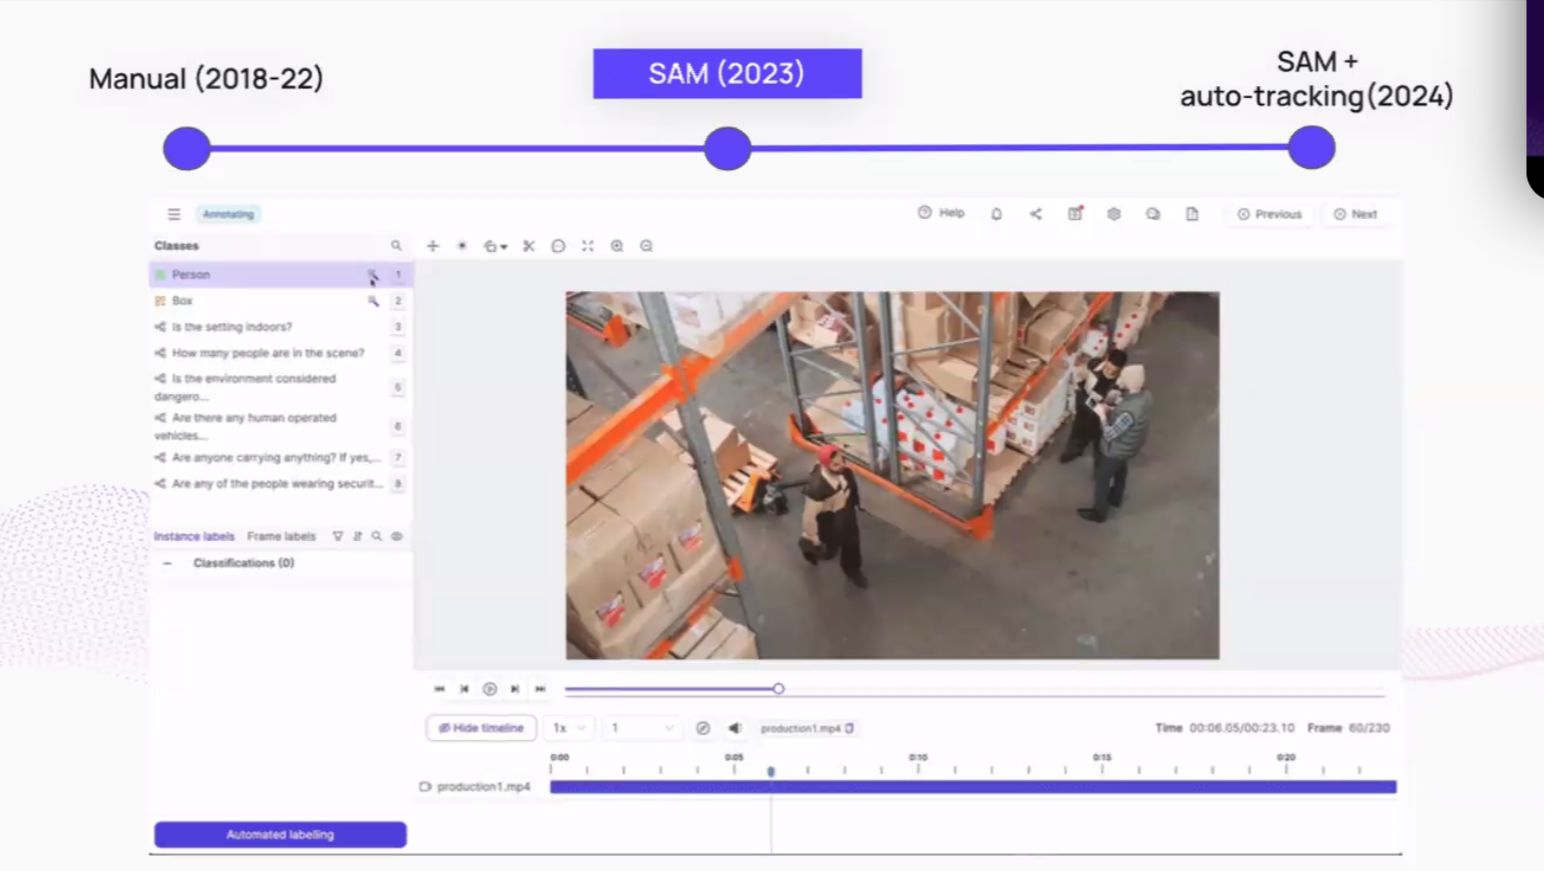 Manual (2018-22)
SAM (2023)
SAM +
auto-tracking(2024)
Annotating
Help
Previous
Next
Classes
Person 1
Box 2
Is the setting indoors? 3
How many people are in the scene? 4
Is the environment considered
dangero... 5
Are there any human operated
vehicles... 6
Are anyone carrying anything? If yes,... 7
Are any of the people wearing securit... 8
Instance labels Frame labels
Classifications (0)
Hide timeline 1x 1 production1.mp4 Time 00:06.05/00:23.10 Frame 60/230
0:00 0:05 0:10 0:15 0:20
production1.mp4
Automated labelling